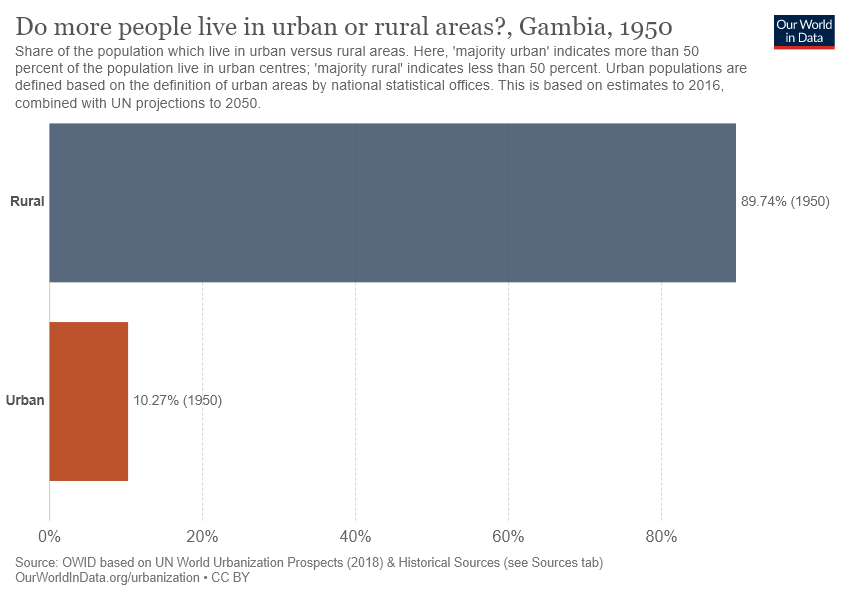 Do more people live in urban or rural areas?, Gambia, 1950
Our World
in Data
Share of the population which live in urban versus rural areas. Here, 'majority urban' indicates more than 50
percent of the population live in urban centres; 'majority rural' indicates less than 50 percent. Urban populations are
defined based on the definition of urban areas by national statistical offices. This is based on estimates to 2016,
combined with UN projections to 2050.
Rural
89.74% (1950)
Urban
10.27% (1950)
0%
20%
40%
60%
80%
Source: OWID based on UN World Urbanization Prospects (2018) & Historical Sources (see Sources tab)
OurWorldInData.org/urbanization • CC BY